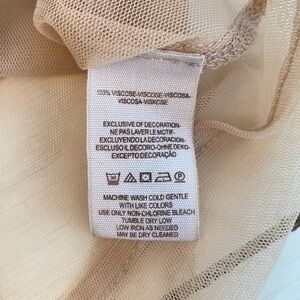 100% VISCOSE-VISCOSE-VISCOSA-
VISCOSA-VISKOSE
EXCLUSIVE OF DECORATION-
NE PAS LAVER LE MOTIF-
EXCLUYENDO LA DECORACION-
ESCLUSO IL DECORO-OHNE DEKO-
EXCEPTO DECORAÇÃO
MACHINE WASH COLD GENTLE
WITH LIKE COLORS
USE ONLY NON-CHLORINE BLEACH
TUMBLE DRY LOW
LOW IRON AS NEEDED
MAY BE DRY CLEANED